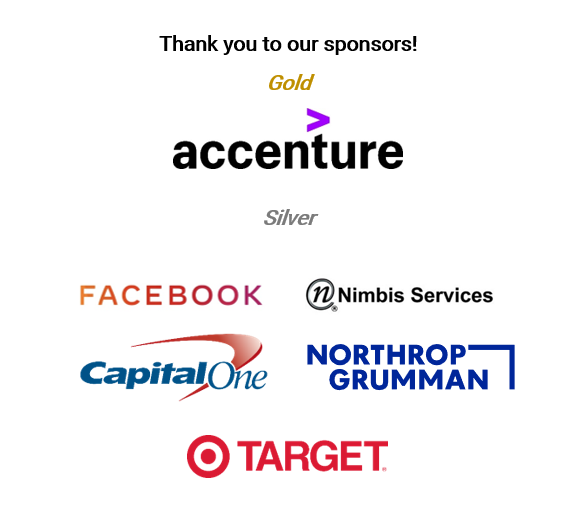 Thank you to our sponsors!
Gold
>
accenture
Silver
FACEBOOK
n Nimbis Services
®
Capital One
NORTHROP
GRUMMAN
TARGET